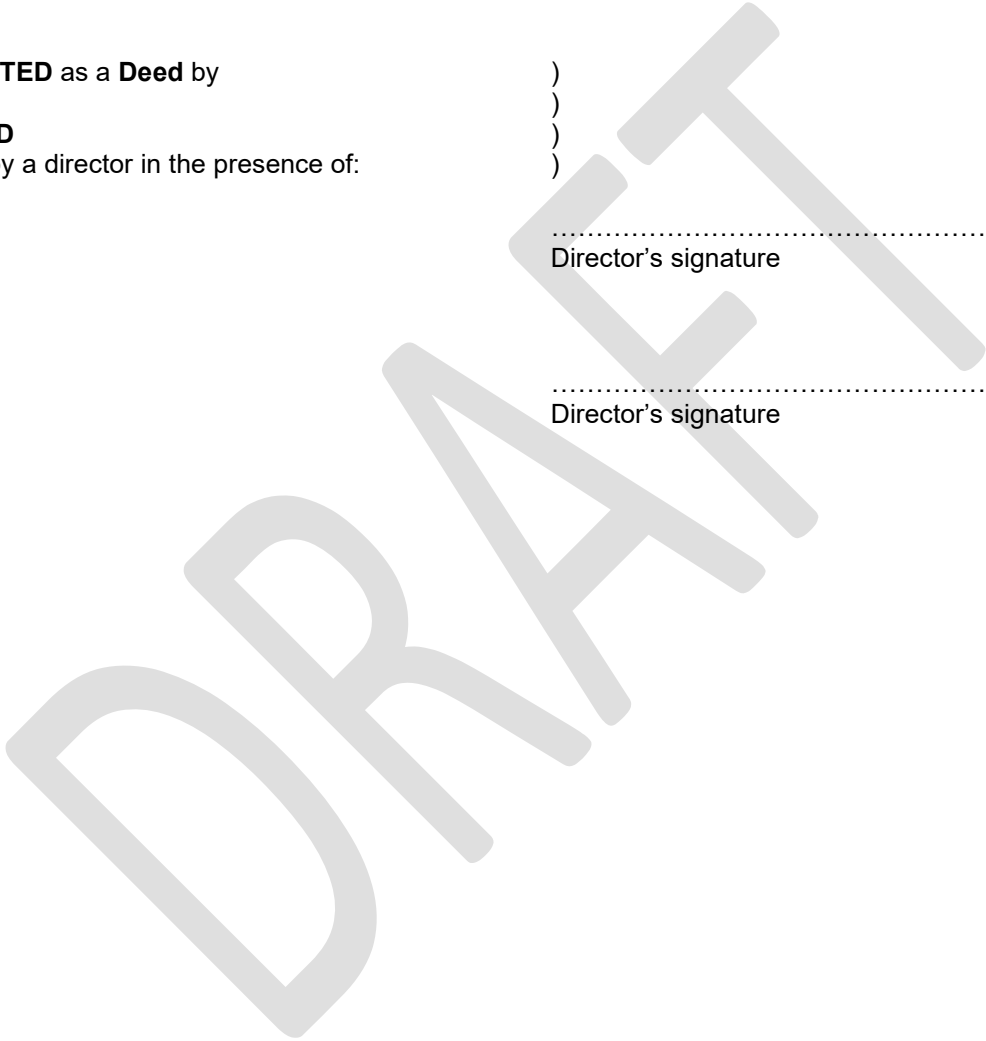 TED as a Deed by )
)
D )
y a director in the presence of: )
………………………………………
Director’s signature
………………………………………
Director’s signature
DRAFT